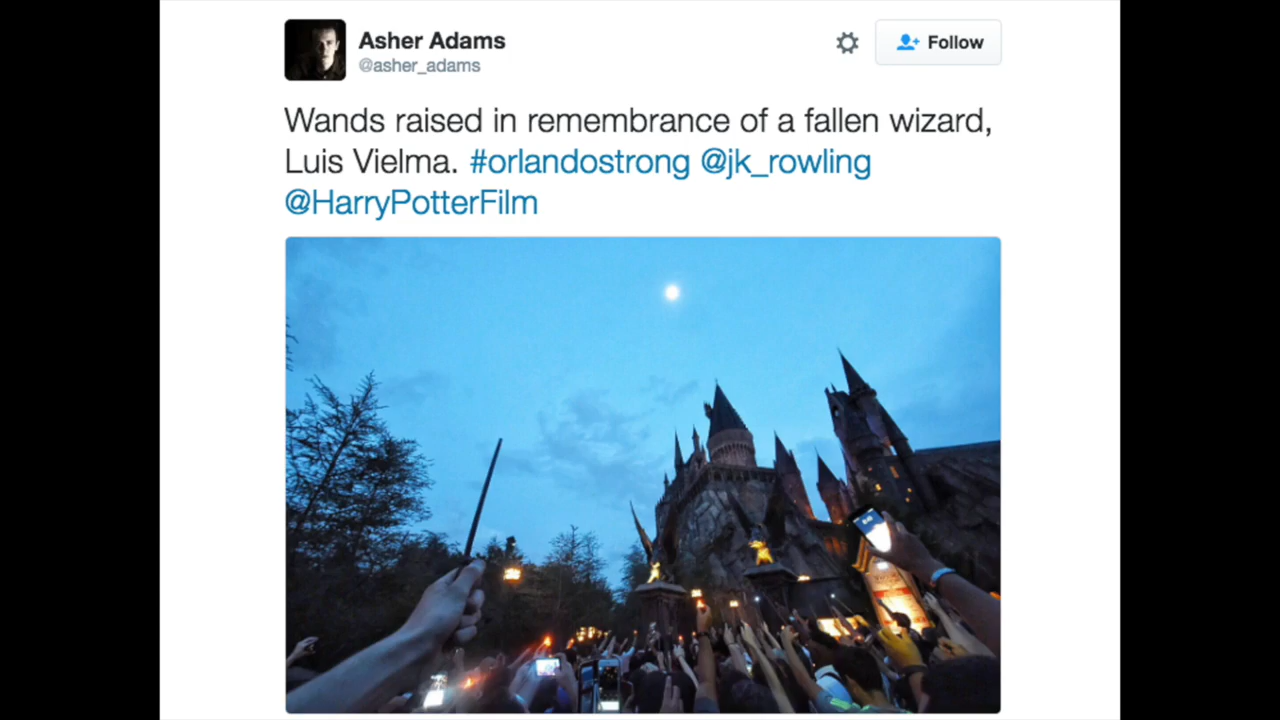 Asher Adams
@asher_adams
Follow
Wands raised in remembrance of a fallen wizard,
Luis Vielma. #orlandostrong @jk_rowling
@HarryPotterFilm